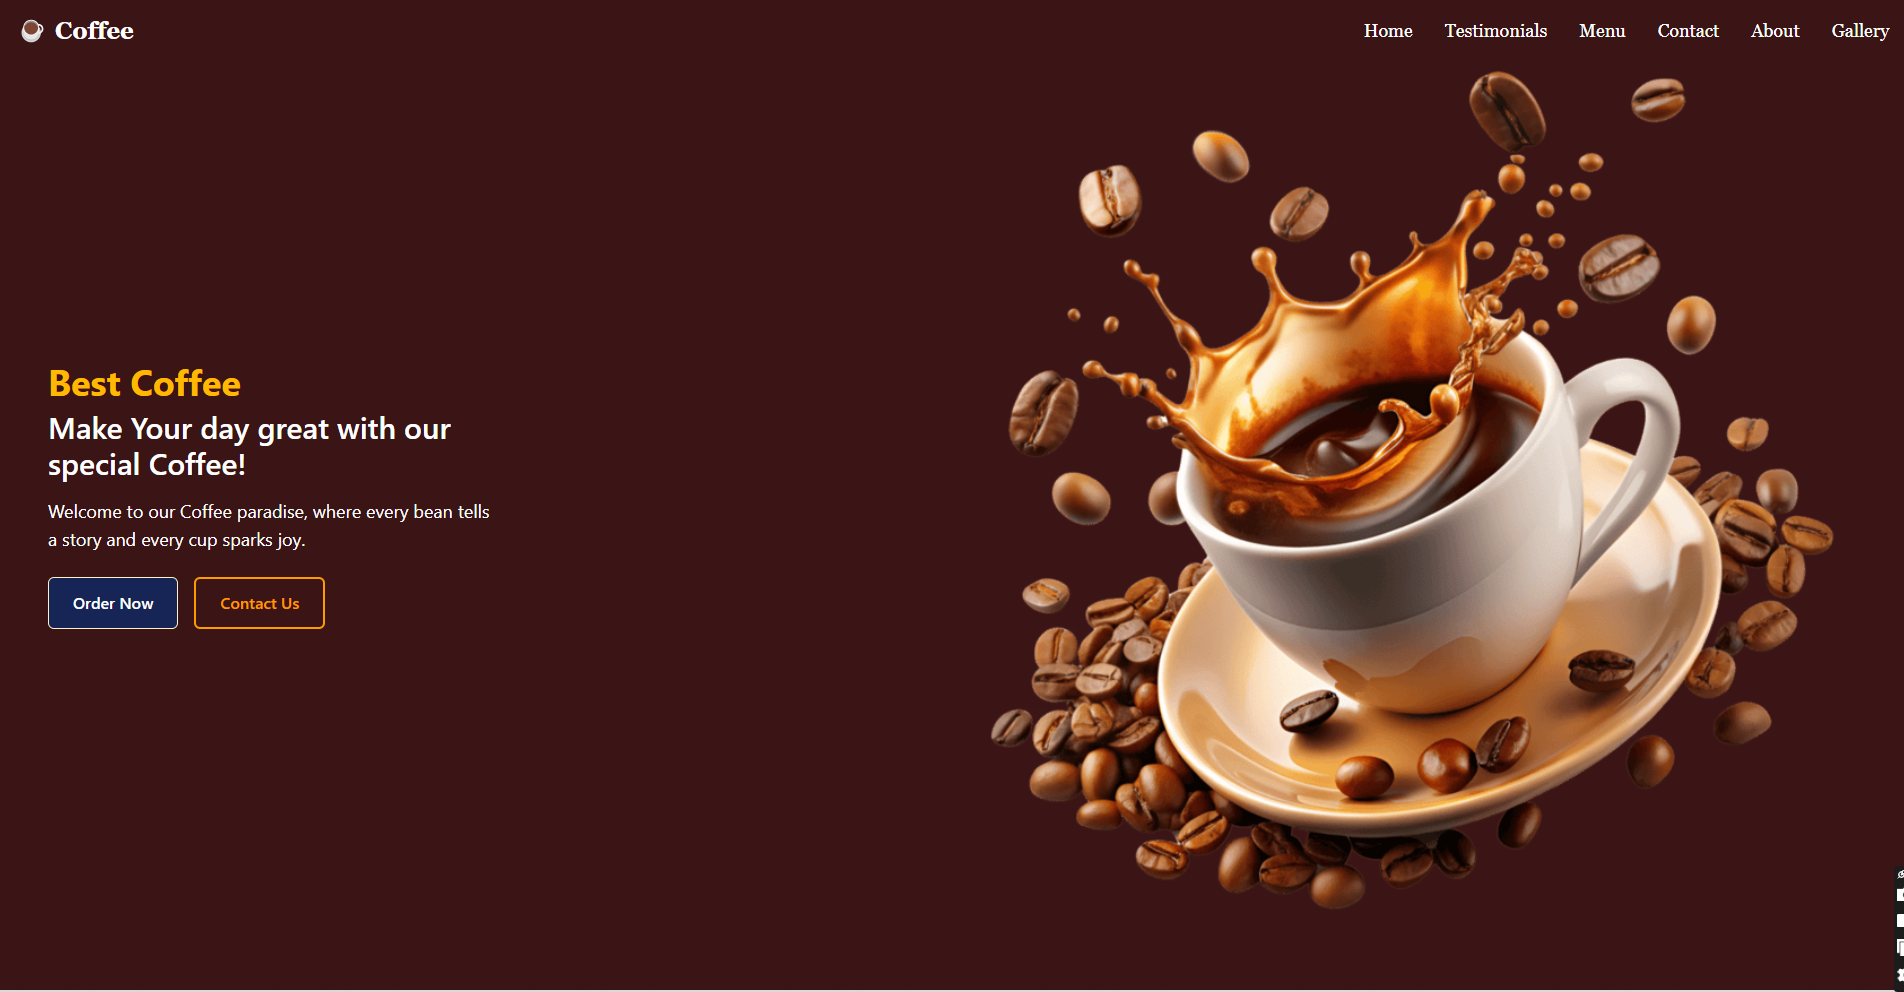 Coffee
Home Testimonials Menu Contact About Gallery
Best Coffee
Make Your day great with our
special Coffee!
Welcome to our Coffee paradise, where every bean tells
a story and every cup sparks joy.
Order Now Contact Us